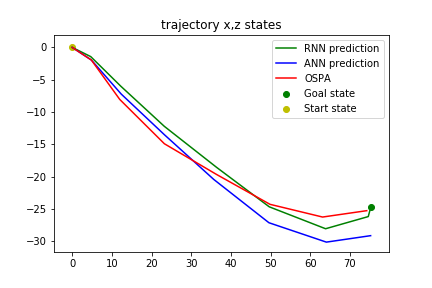 trajectory x,z states
RNN prediction
ANN prediction
OSPA
Goal state
Start state
0
−5
−10
−15
−20
−25
−30
0 10 20 30 40 50 60 70